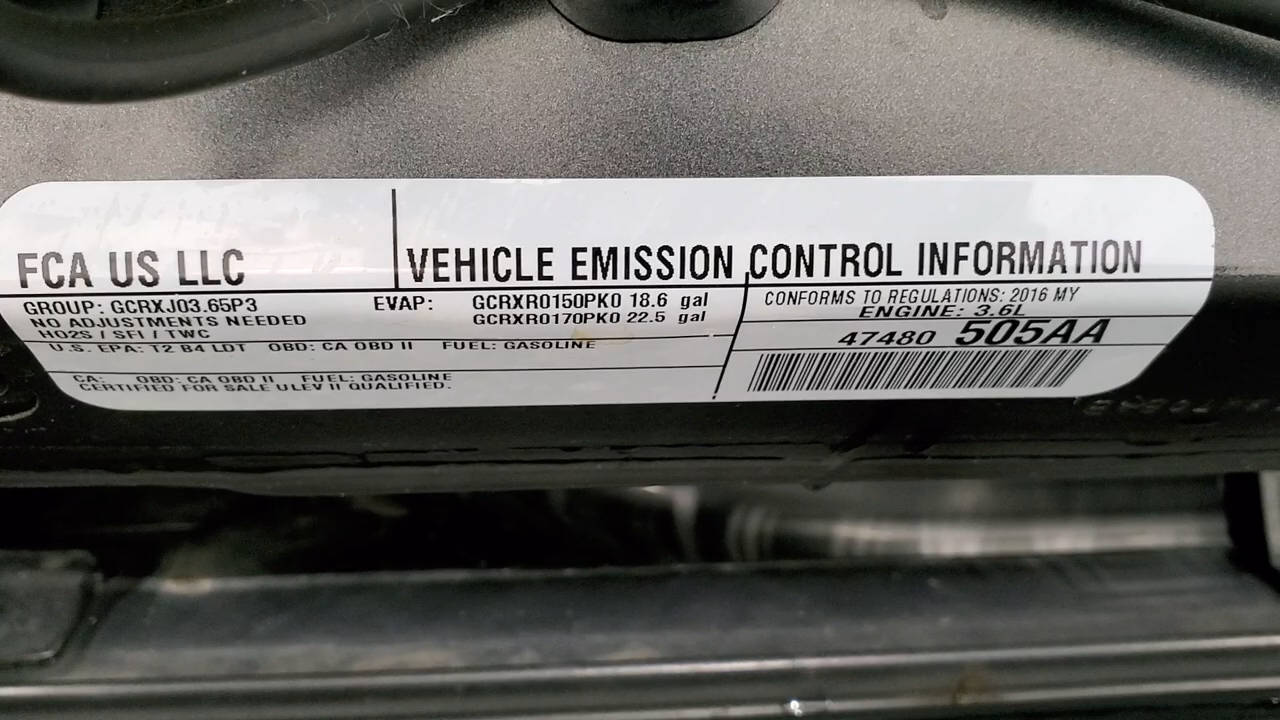 FCA US LLC
VEHICLE EMISSION CONTROL INFORMATION
GROUP: GCRXJ03.65P3
NO ADJUSTMENTS NEEDED
HO2S / SFI / TWC
EVAP: GCRXR0150PK0 18.6 gal
GCRXR0170PK0 22.5 gal
U.S. EPA: T2 B4 LDT OBD: CA OBD II FUEL: GASOLINE
CA: OBD: CA OBD II FUEL: GASOLINE
CERTIFIED FOR SALE ULEV II QUALIFIED.
CONFORMS TO REGULATIONS: 2016 MY
ENGINE: 3.6L
47480 505AA